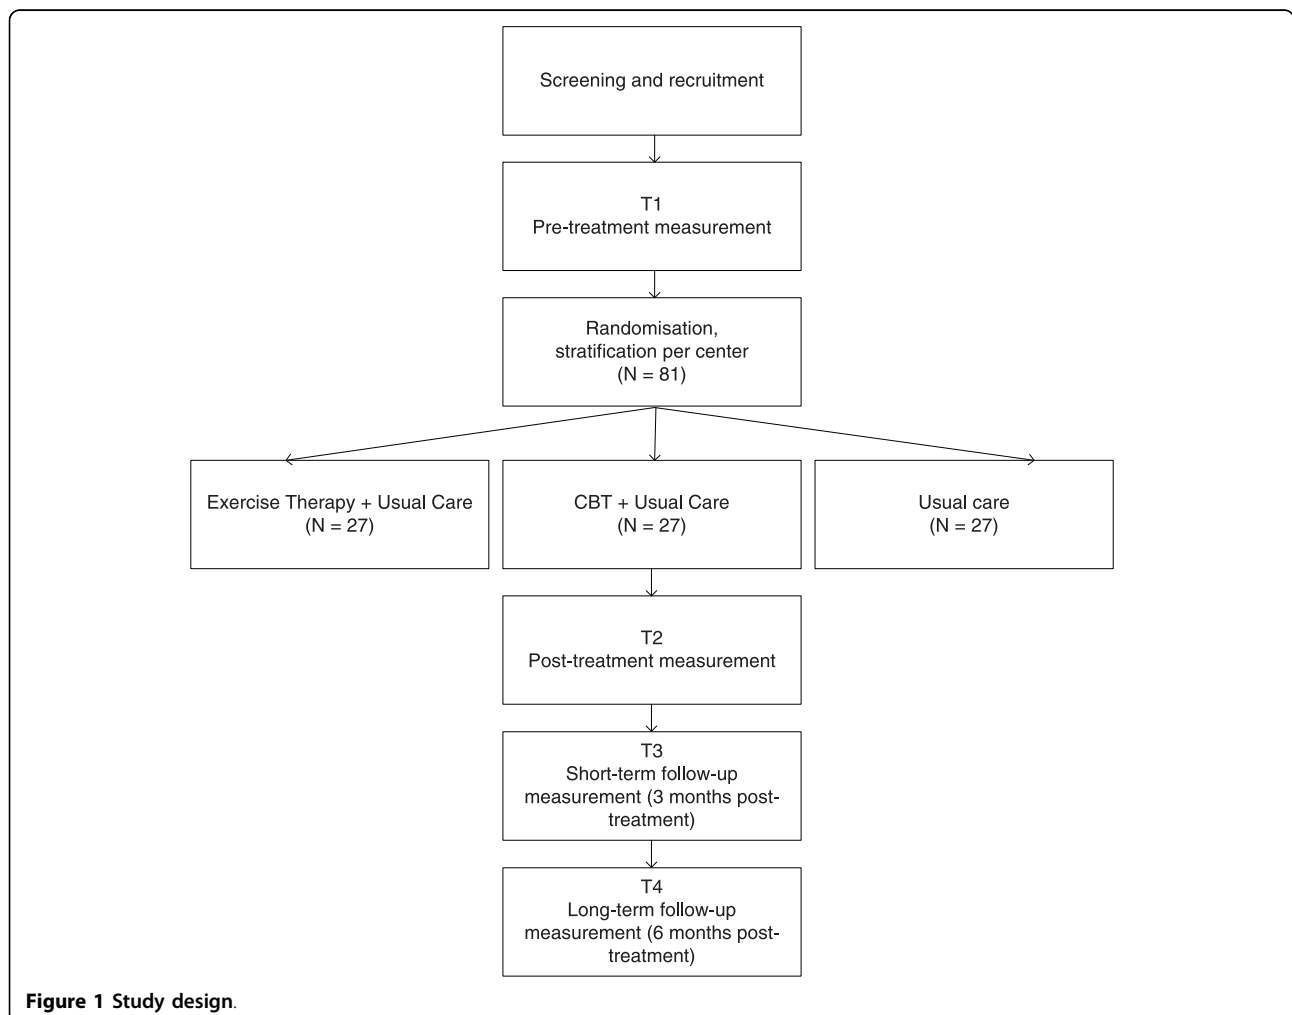 Screening and recruitment
T1
Pre-treatment measurement
Randomisation,
stratification per center
(N = 81)
Exercise Therapy + Usual Care
(N = 27)
CBT + Usual Care
(N = 27)
Usual care
(N = 27)
T2
Post-treatment measurement
T3
Short-term follow-up
measurement (3 months post-
treatment)
T4
Long-term follow-up
measurement (6 months post-
treatment)
Figure 1 Study design.